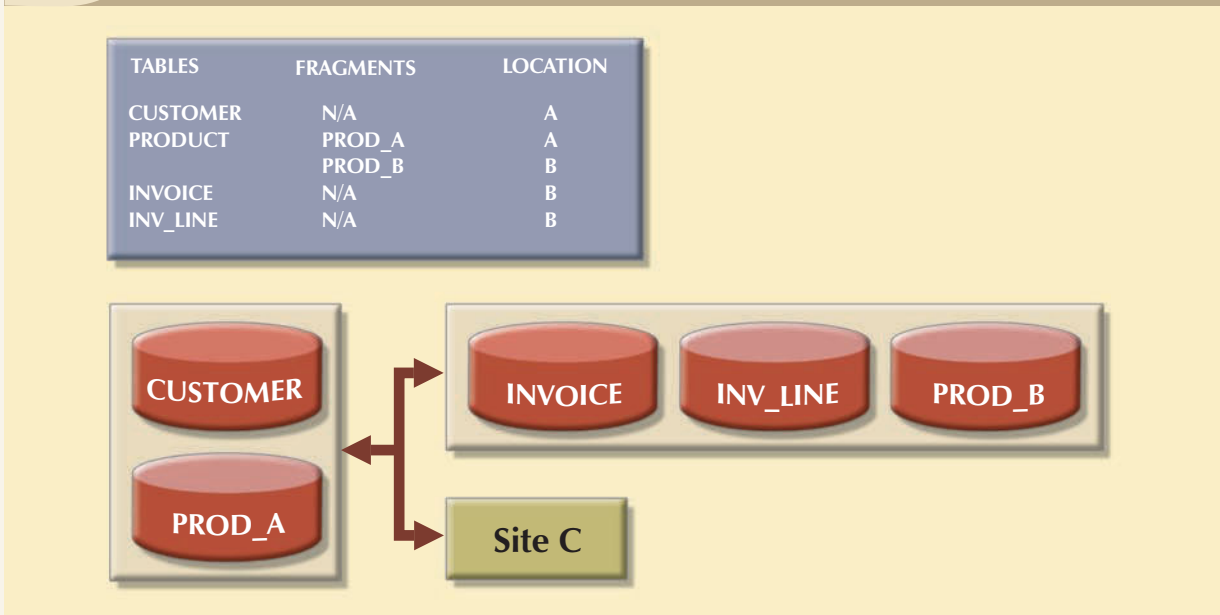 TABLES FRAGMENTS LOCATION
CUSTOMER N/A A
PRODUCT PROD_A A
PROD_B B
INVOICE N/A B
INV_LINE N/A B
CUSTOMER
PROD_A
INVOICE INV_LINE PROD_B
Site C